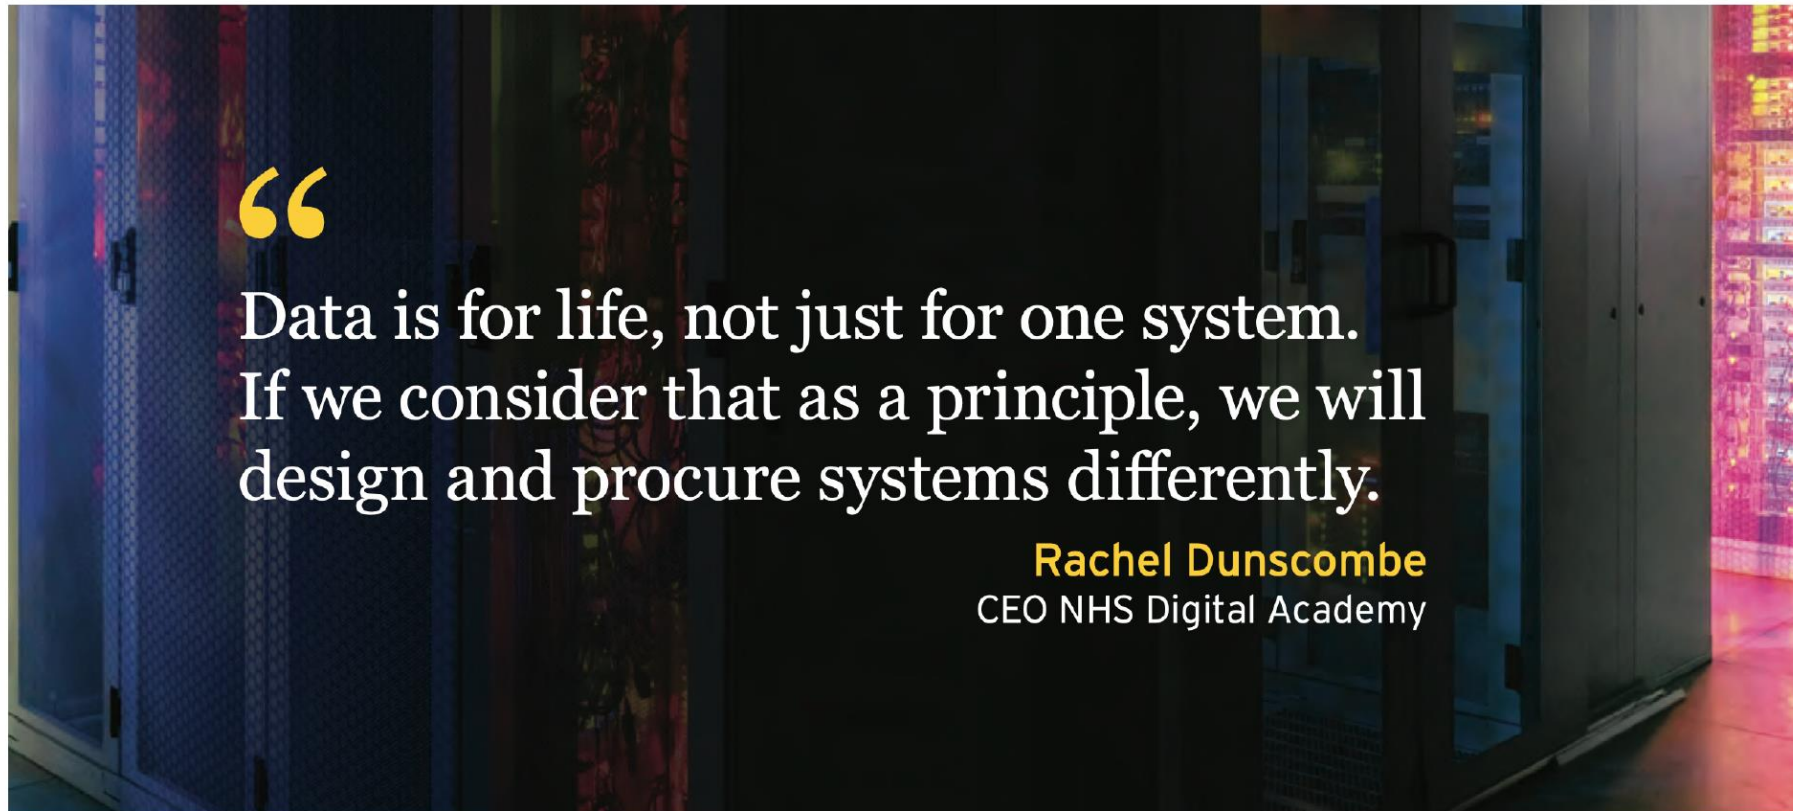 “
Data is for life, not just for one system.
If we consider that as a principle, we will
design and procure systems differently.
Rachel Dunscombe
CEO NHS Digital Academy